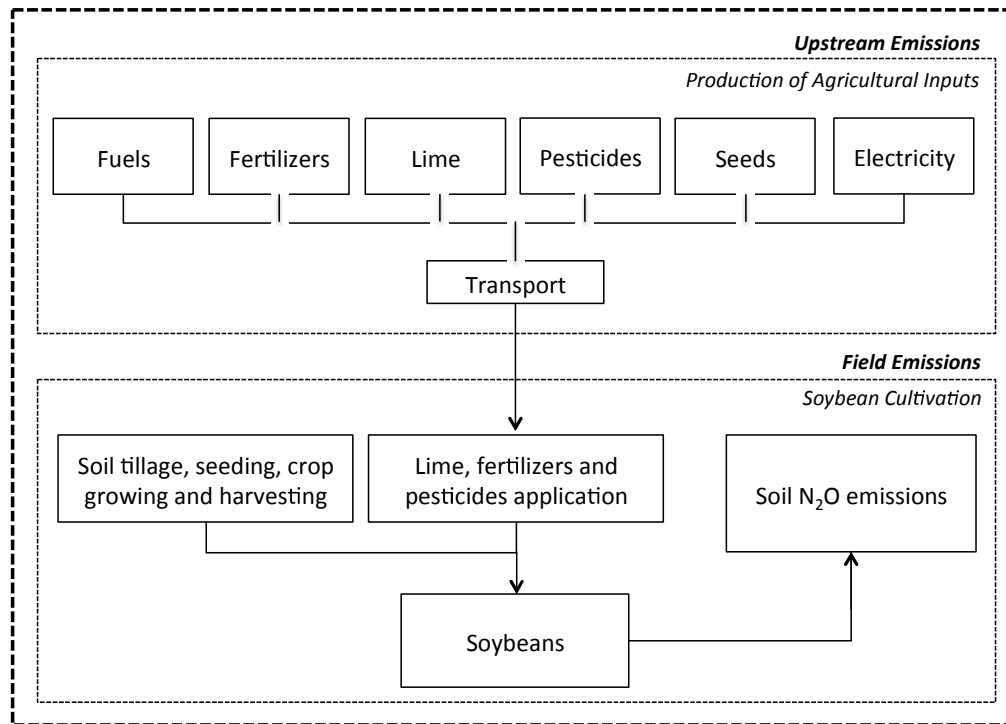 Upstream Emissions
Production of Agricultural Inputs
Fuels
Fertilizers
Lime
Pesticides
Seeds
Electricity
Transport
Field Emissions
Soybean Cultivation
Soil tillage, seeding, crop
growing and harvesting
Lime, fertilizers and
pesticides application
Soil N₂O emissions
Soybeans